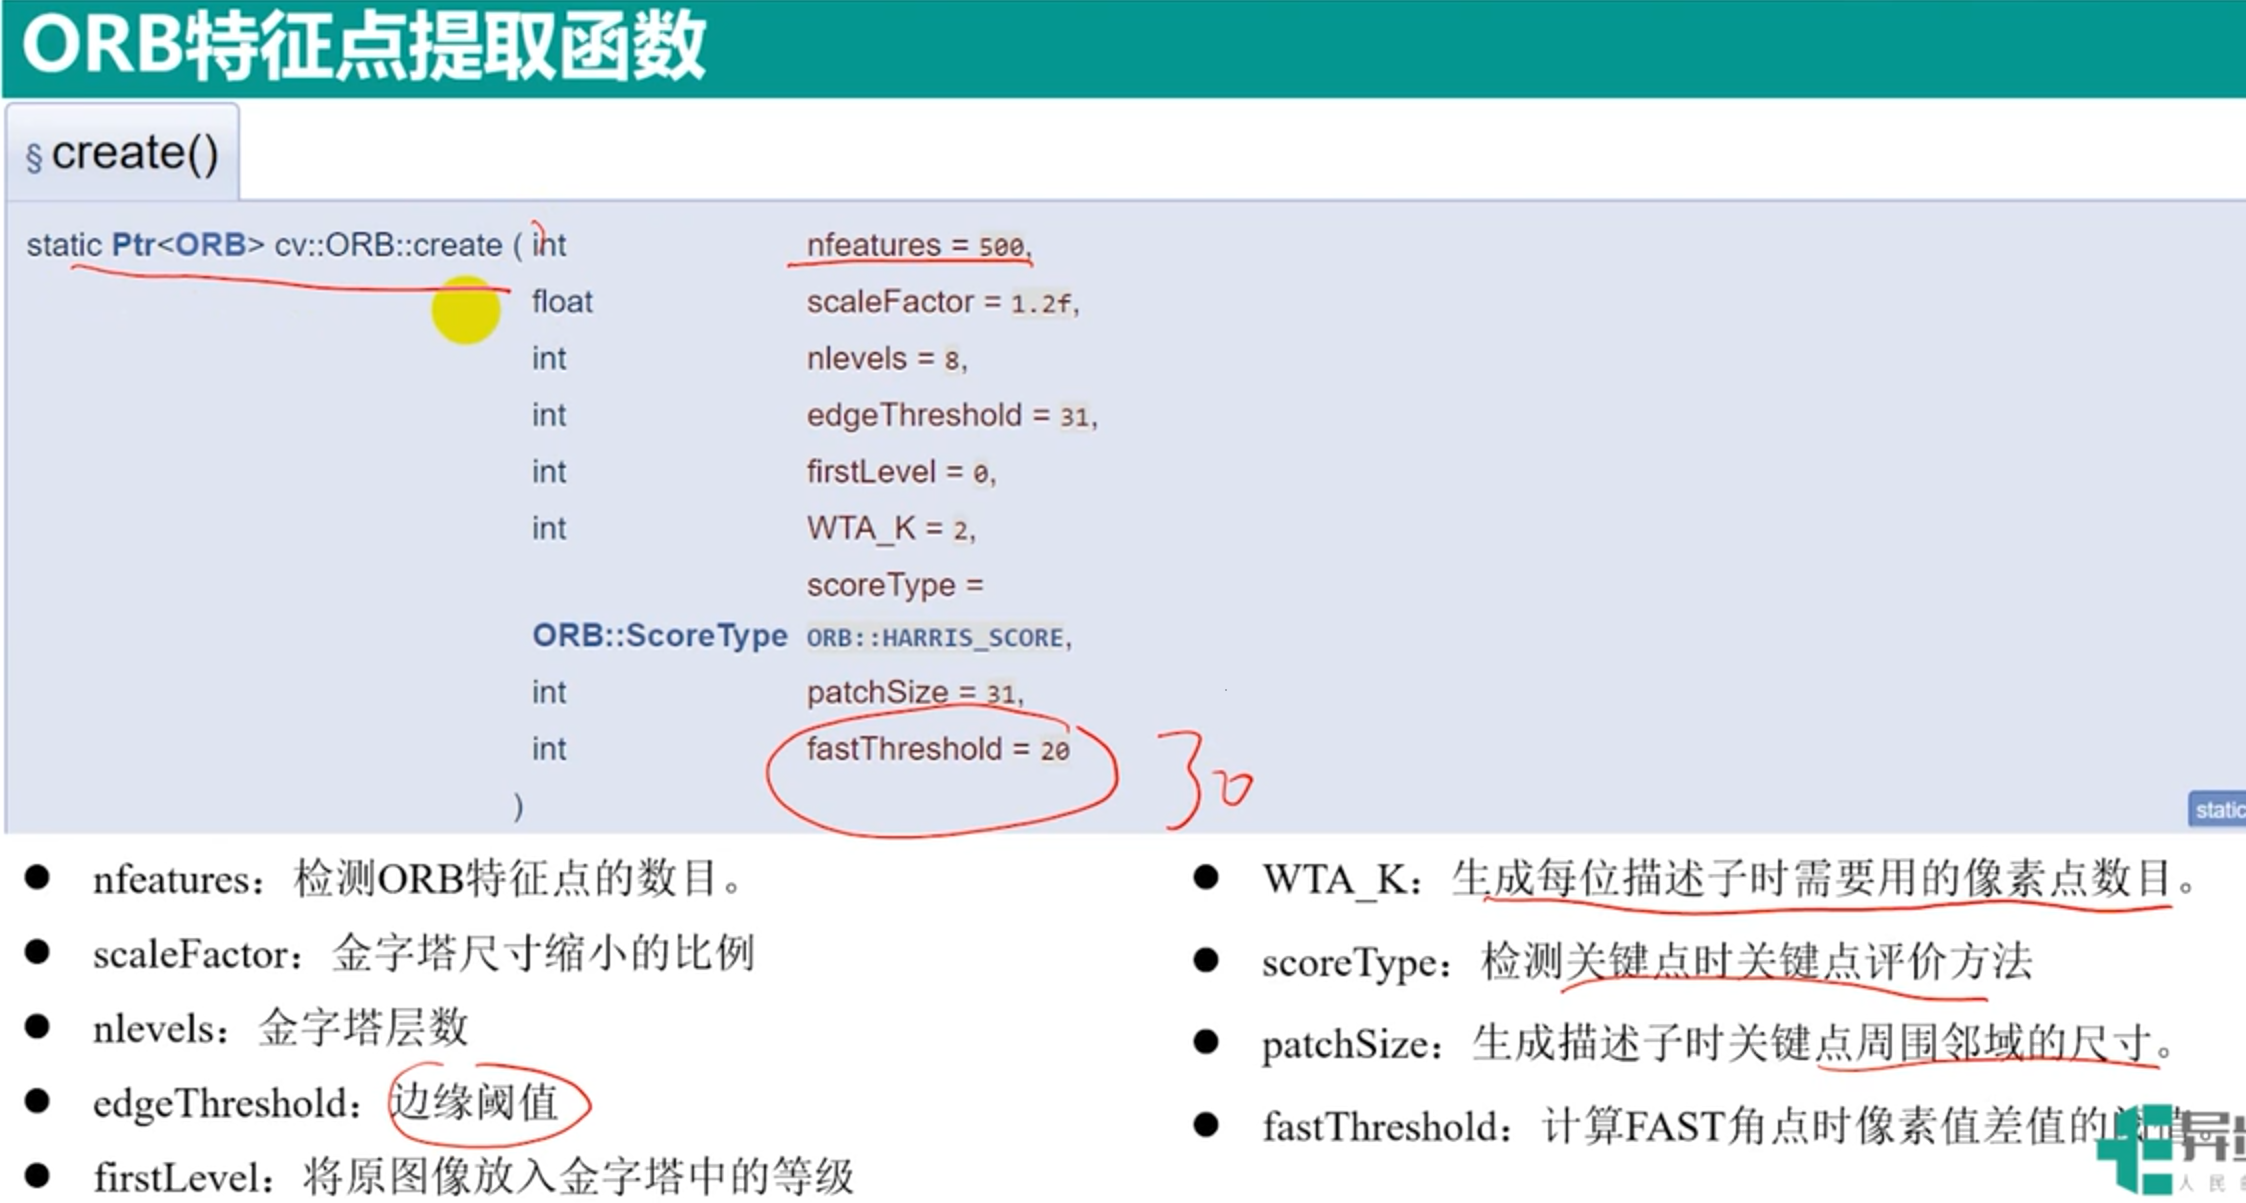 ORB特征点提取函数
§ create()
static Ptr<ORB> cv::ORB::create ( int nfeatures = 500,
float scaleFactor = 1.2f,
int nlevels = 8,
int edgeThreshold = 31,
int firstLevel = 0,
int WTA_K = 2,
scoreType =
ORB::ScoreType ORB::HARRIS_SCORE,
int patchSize = 31,
int fastThreshold = 20
30
)
static
● nfeatures：检测ORB特征点的数目。
● scaleFactor：金字塔尺寸缩小的比例
● nlevels：金字塔层数
● edgeThreshold：边缘阈值
● firstLevel：将原图像放入金字塔中的等级
● WTA_K：生成每位描述子时需要用的像素点数目。
● scoreType：检测关键点时关键点评价方法
● patchSize：生成描述子时关键点周围邻域的尺寸。
● fastThreshold：计算FAST角点时像素值差值的阈值。
人民